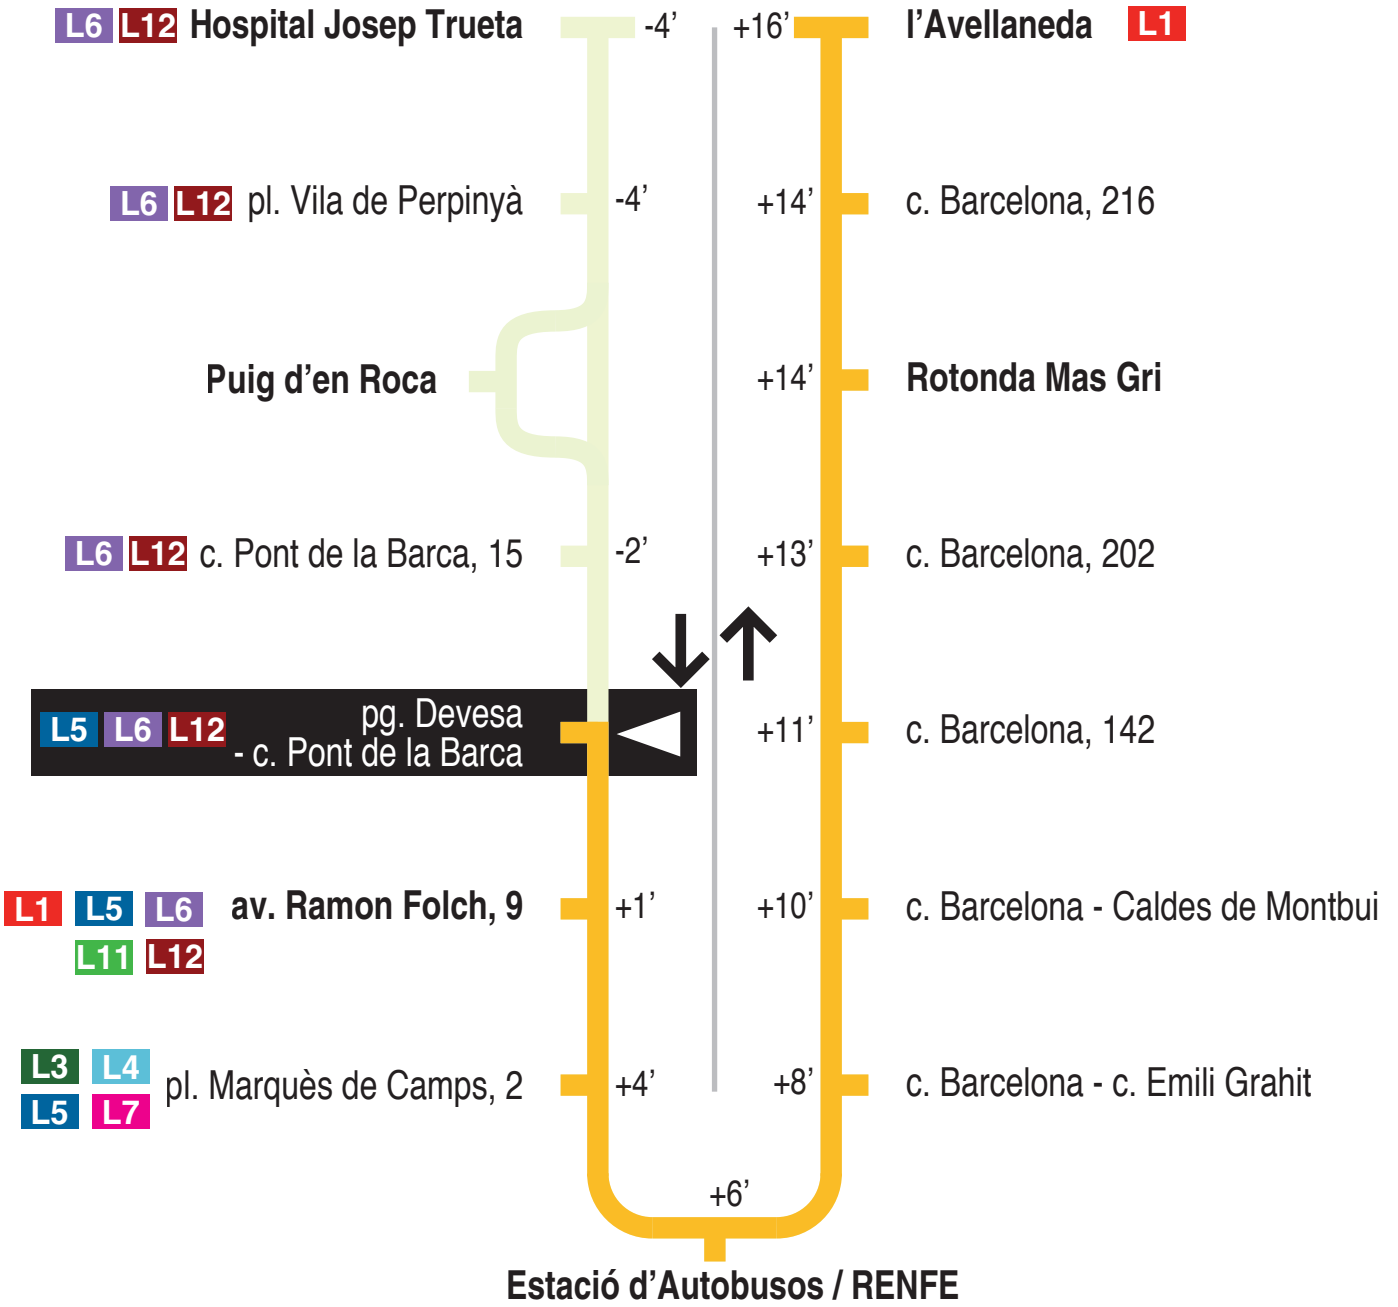 L6 L12 Hospital Josep Trueta -4’ +16’ l’Avellaneda L1
L6 L12 pl. Vila de Perpinyà -4’ +14’ c. Barcelona, 216
Puig d’en Roca +14’ Rotonda Mas Gri
L6 L12 c. Pont de la Barca, 15 -2’ +13’ c. Barcelona, 202
L5 L6 L12 pg. Devesa
- c. Pont de la Barca
+11’ c. Barcelona, 142
L1 L5 L6 av. Ramon Folch, 9 +1’ +10’ c. Barcelona - Caldes de Montbui
L11 L12
L3 L4
L5 L7
pl. Marquès de Camps, 2 +4’ +8’ c. Barcelona - c. Emili Grahit
+6’
Estació d’Autobusos / RENFE